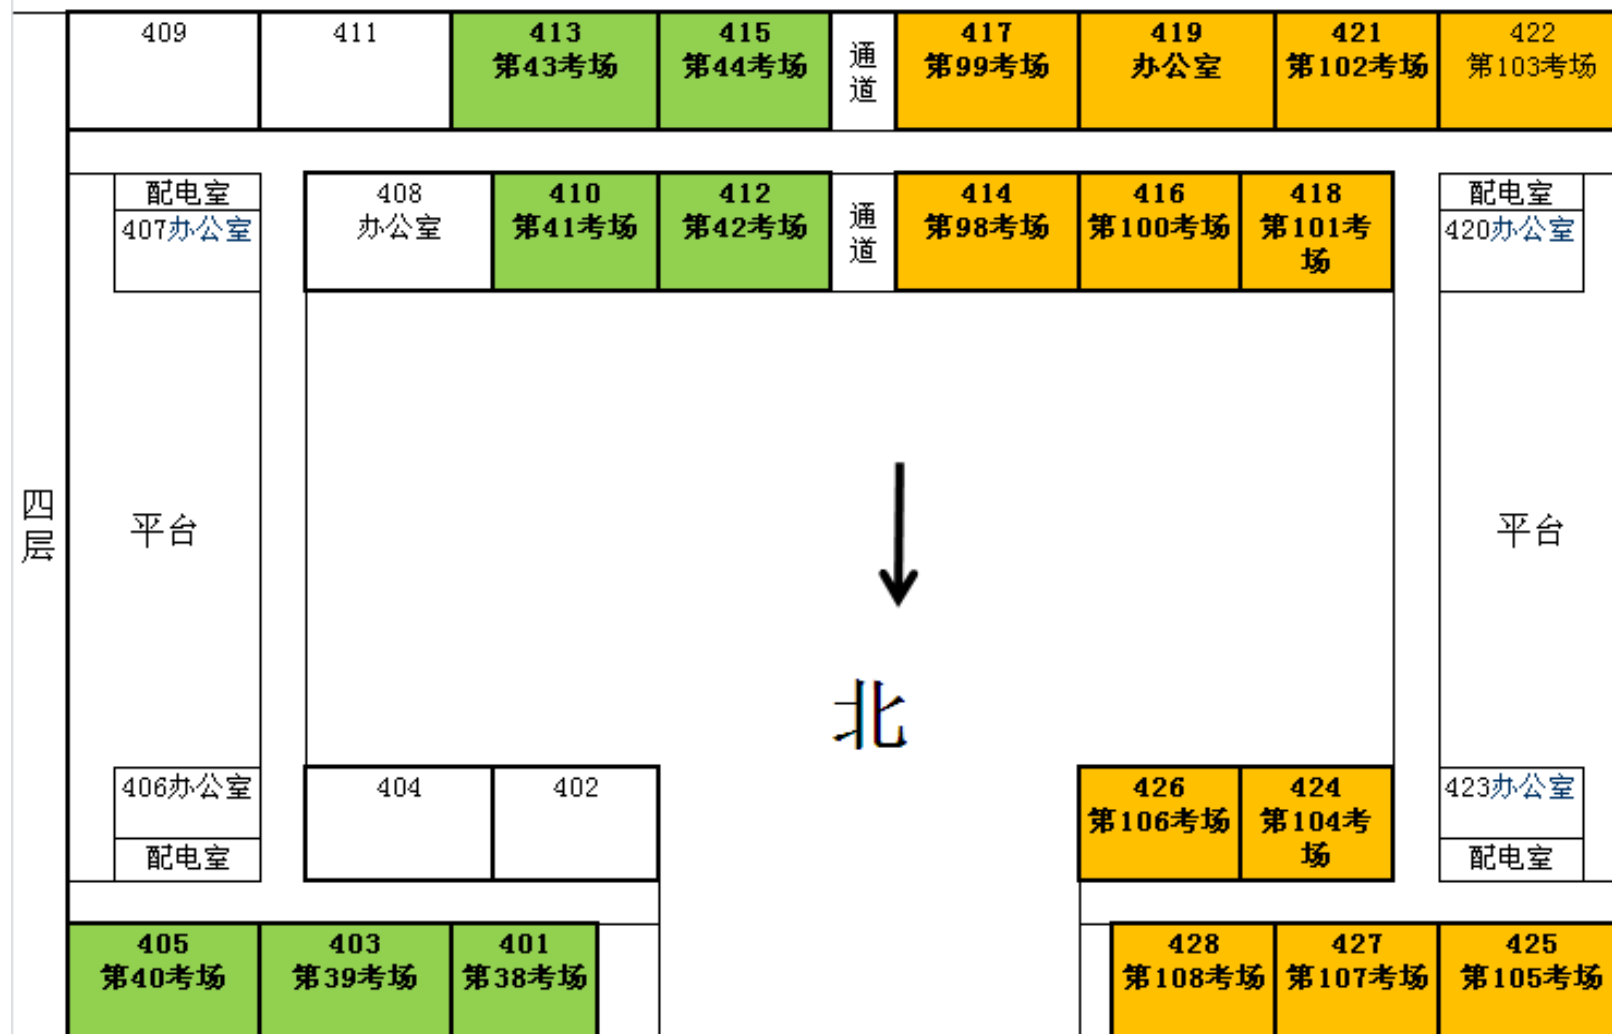 409
411
413
第43考场
415
第44考场
通
道
417
第99考场
419
办公室
421
第102考场
422
第103考场
配电室
407办公室
408
办公室
410
第41考场
412
第42考场
通
道
414
第98考场
416
第100考场
418
第101考
场
配电室
420办公室
四
层
平台
北
平台
406办公室
配电室
404
402
426
第106考场
424
第104考
场
423办公室
配电室
405
第40考场
403
第39考场
401
第38考场
428
第108考场
427
第107考场
425
第105考场